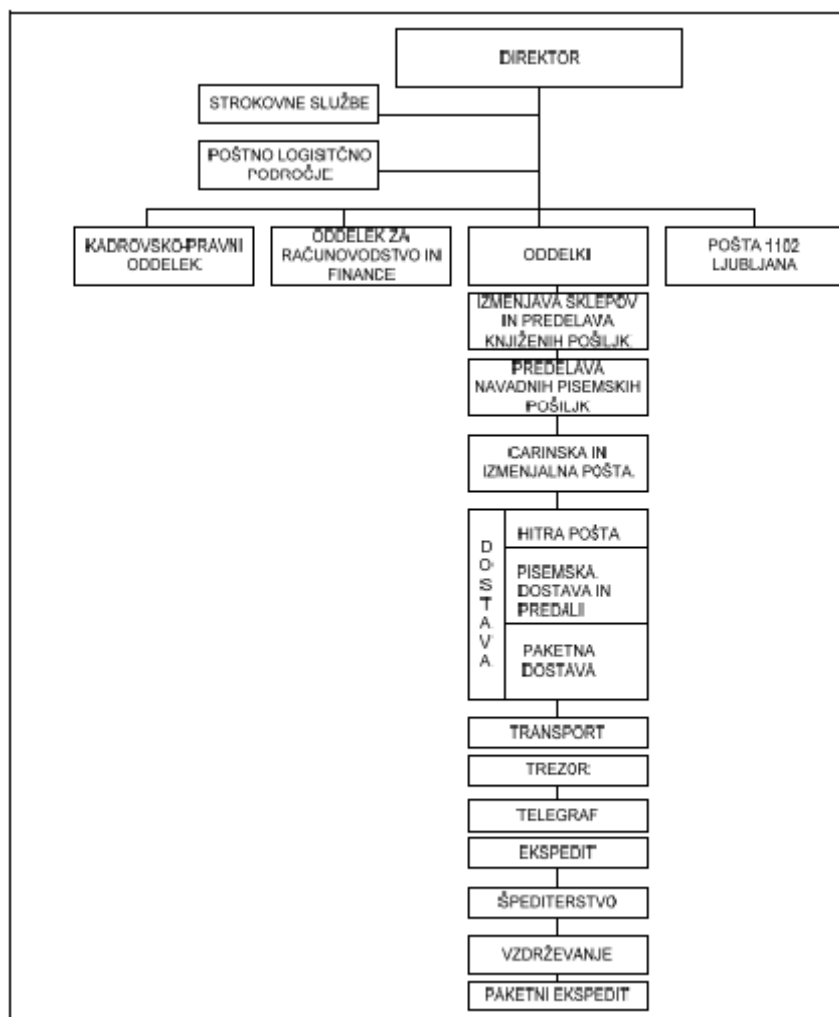 DIREKTOR
STROKOVNE SLUŽBE
POŠTNO LOGISITČNO
PODROČJE
KADROVSKO-PRAVNI
ODDELEK
ODDELEK ZA
RAČUNOVODSTVO IN
FINANCE
ODDELKI
POŠTA 1102
LJUBLJANA
IZMENJAVA SKLEPOV
IN PREDELAVA
KNJIŽENIH POŠILJK
PREDELAVA
NAVADNIH PISEMSKIH
POŠILJK
CARINSKA IN
IZMENJALNA POŠTA
DOSTAVA
HITRA POŠTA
PISEMSKA
DOSTAVA IN
PREDALI
PAKETNA
DOSTAVA
TRANSPORT
TREZOR
TELEGRAF
EKSPEDIT
ŠPEDITERSTVO
VZDRŽEVANJE
PAKETNI EKSPEDIT